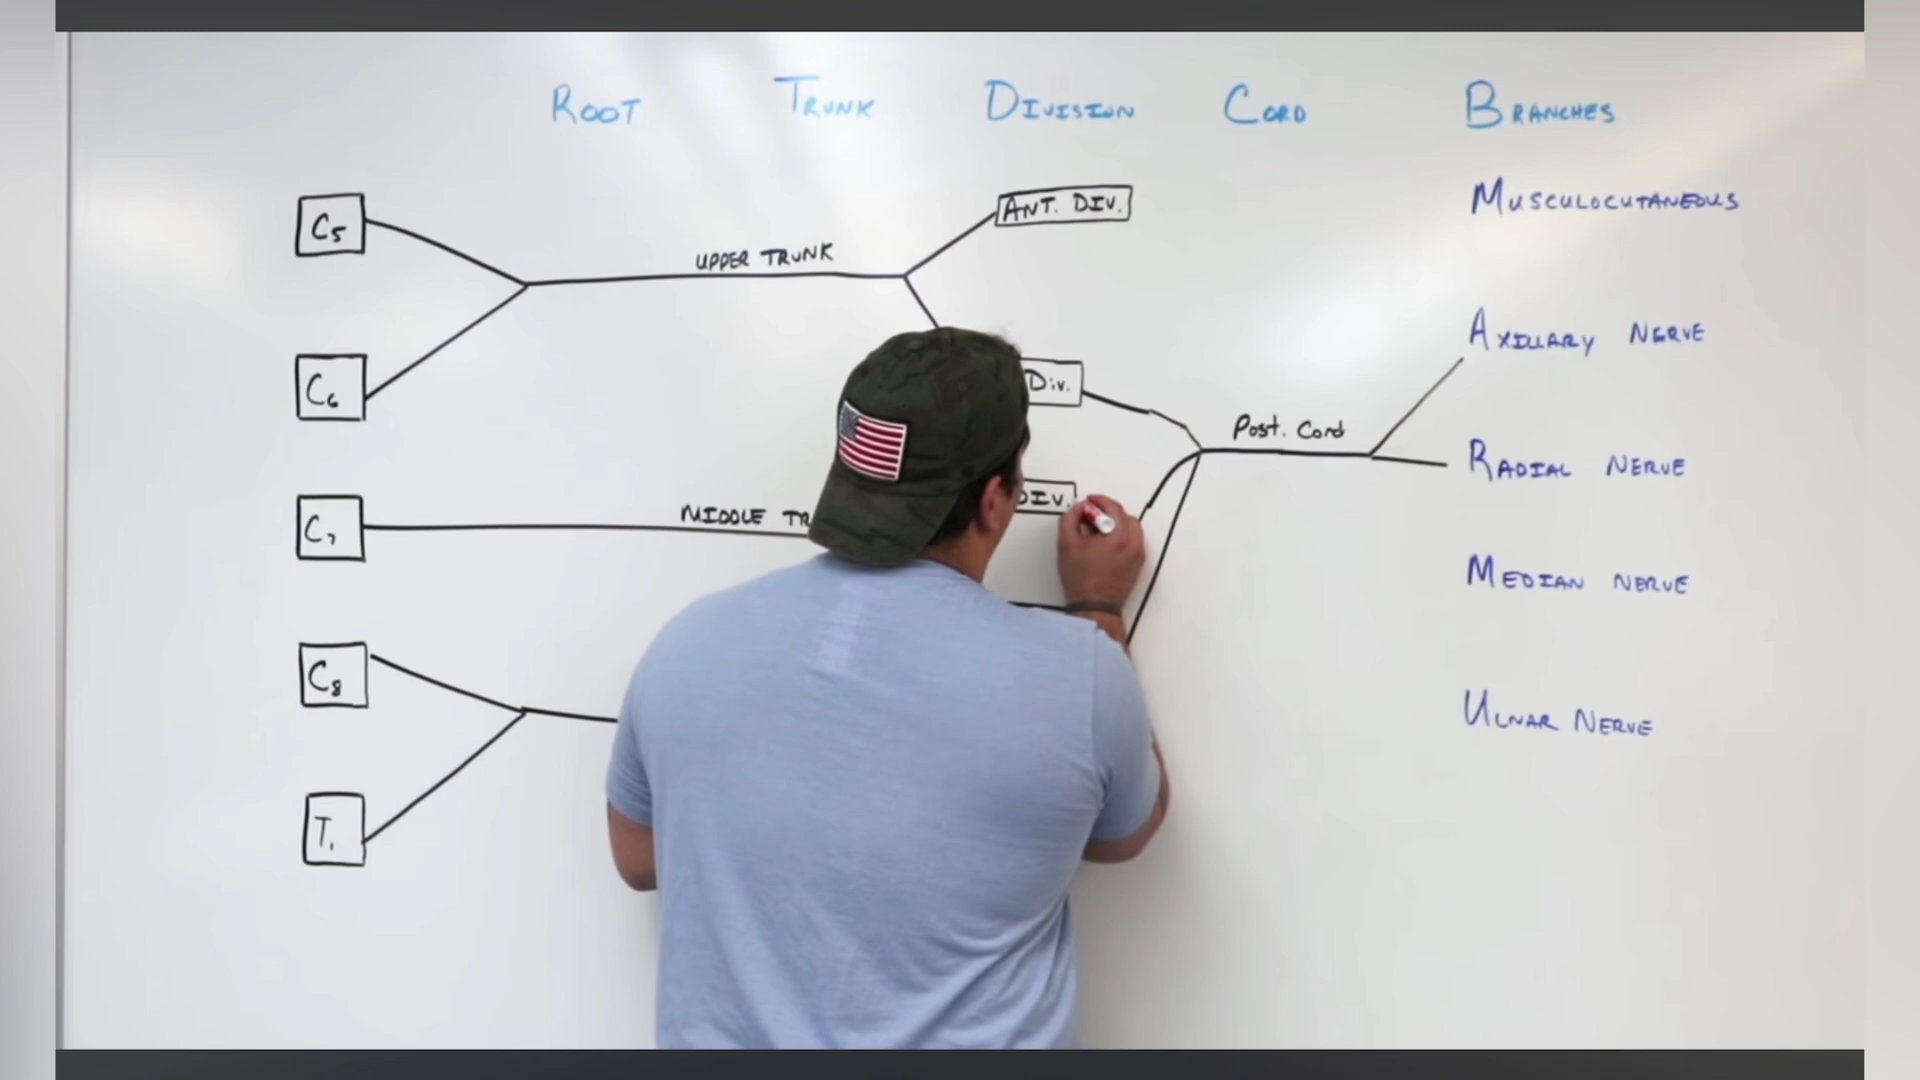 ROOT TRUNK DIVISION CORD BRANCHES
C5
ANT. DIV.
MUSCULOCUTANEOUS
UPPER TRUNK
AXILLARY NERVE
C6
Div.
Post. Cord
RADIAL NERVE
C7
MIDDLE TR
DIV.
MEDIAN NERVE
C8
ULNAR NERVE
T1